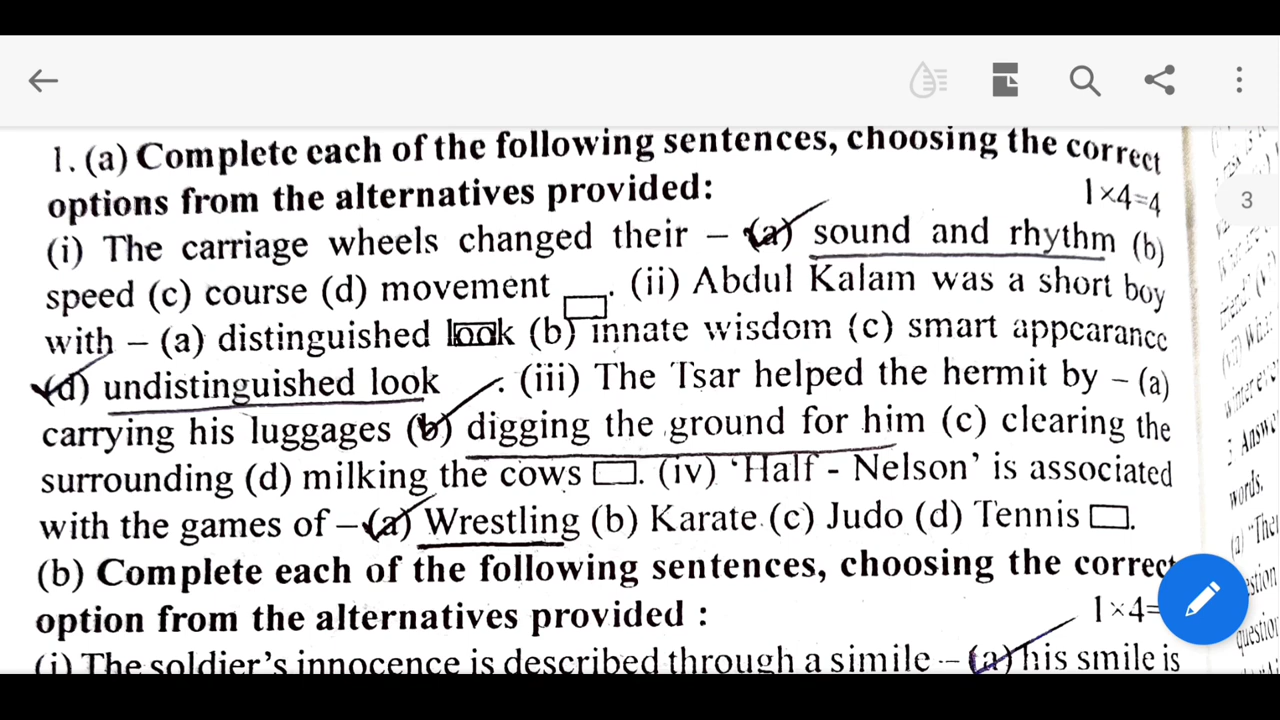 1. (a) Complete each of the following sentences, choosing the correct
options from the alternatives provided:
1×4=4
3
(i) The carriage wheels changed their – (a) sound and rhythm (b)
speed (c) course (d) movement . (ii) Abdul Kalam was a short boy
with – (a) distinguished look (b) innate wisdom (c) smart appearance
(d) undistinguished look . (iii) The Tsar helped the hermit by – (a)
carrying his luggages (b) digging the ground for him (c) clearing the
surrounding (d) milking the cows . (iv) ‘Half - Nelson’ is associated
with the games of – (a) Wrestling (b) Karate (c) Judo (d) Tennis .
(b) Complete each of the following sentences, choosing the correct
option from the alternatives provided :
1×4=
(i) The soldier’s innocence is described through a simile – (a) his smile is
words.